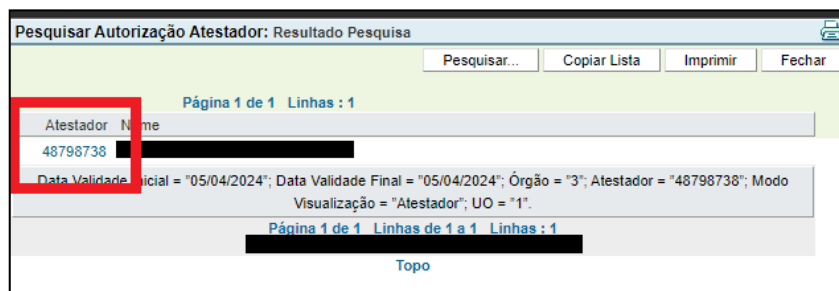 Pesquisar Autorização Atestador: Resultado Pesquisa
Pesquisar... Copiar Lista Imprimir Fechar
Página 1 de 1 Linhas : 1
Atestador Nome
48798738
Data Validade Inicial = "05/04/2024"; Data Validade Final = "05/04/2024"; Órgão = "3"; Atestador = "48798738"; Modo
Visualização = "Atestador"; UO = "1".
Página 1 de 1 Linhas de 1 a 1 Linhas : 1
Topo